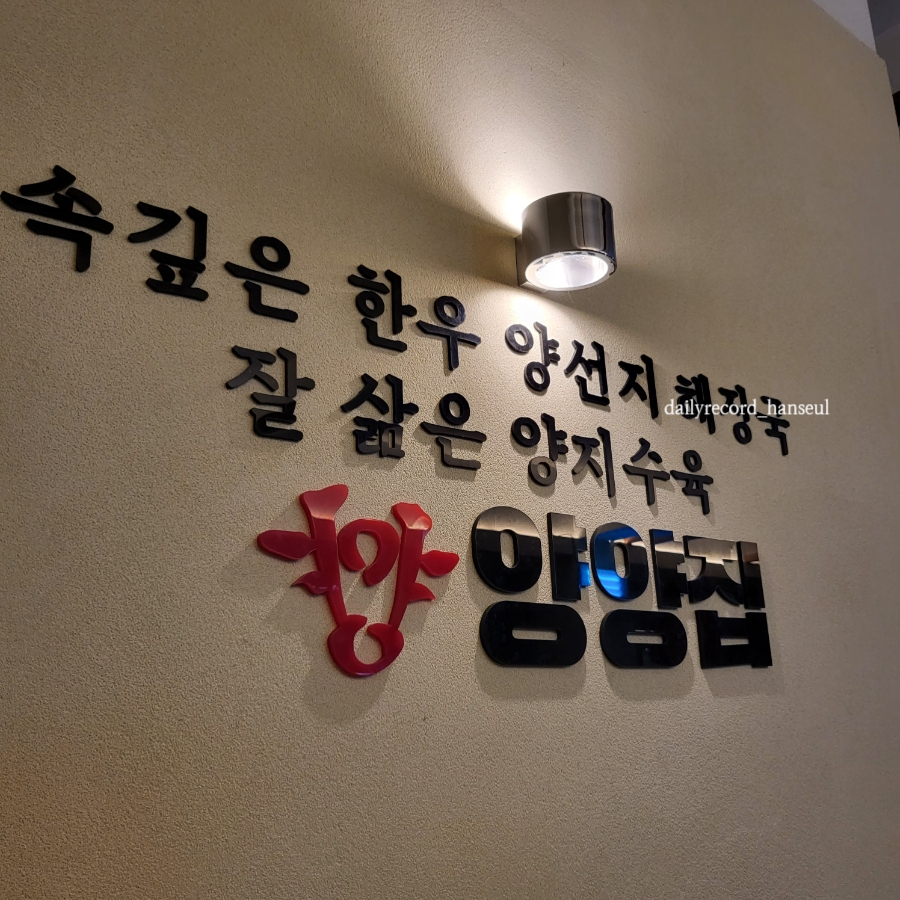 속깊은 한우 양선지 해장국
dailyrecord_hanseul
잘 삶은 양지수육
양양집